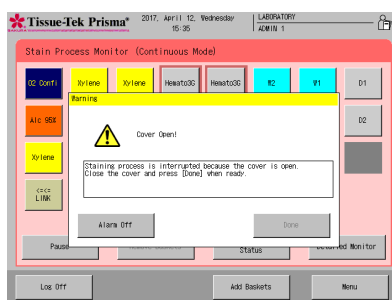 Tissue-Tek Prisma®
2017, April 12, Wednesday
15:35
LABORATORY
ADMIN 1
Stain Process Monitor (Continuous Mode)
02 Confi
Xylene
Xylene
Hemato3G
Hemato3G
W2
W1
D1
Warning
Alc 95%
Cover Open!
D2
Xylene
Staining process is interrupted because the cover is open.
Close the cover and press [Done] when ready.
<=<=
LINK
Alarm Off
Done
Pause
Status
ed Monitor
Log Off
Add Baskets
Menu